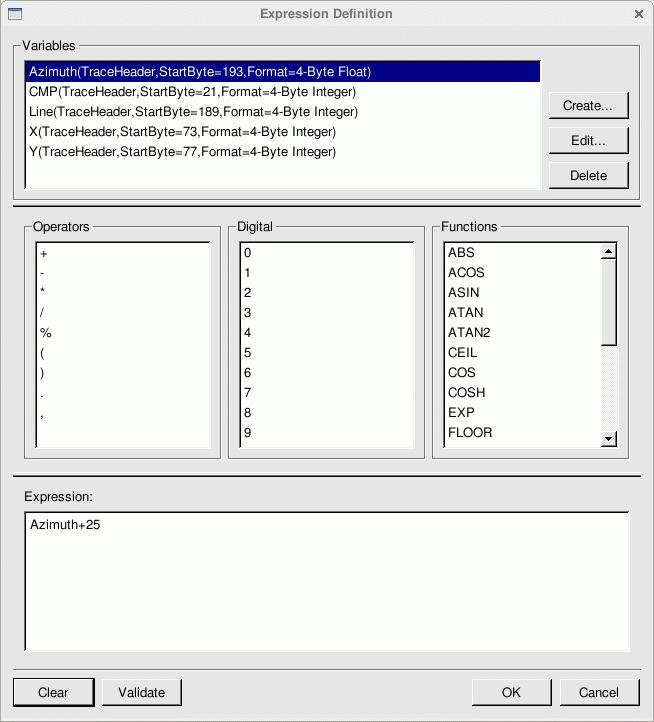 Expression Definition
Variables
Azimuth(TraceHeader,StartByte=193,Format=4-Byte Float)
CMP(TraceHeader,StartByte=21,Format=4-Byte Integer)
Line(TraceHeader,StartByte=189,Format=4-Byte Integer)
X(TraceHeader,StartByte=73,Format=4-Byte Integer)
Y(TraceHeader,StartByte=77,Format=4-Byte Integer)
Create...
Edit...
Delete
Operators
+
-
*
/
%
(
)
.
,
Digital
0
1
2
3
4
5
6
7
8
9
Functions
ABS
ACOS
ASIN
ATAN
ATAN2
CEIL
COS
COSH
EXP
FLOOR
Expression:
Azimuth+25
Clear
Validate
OK
Cancel